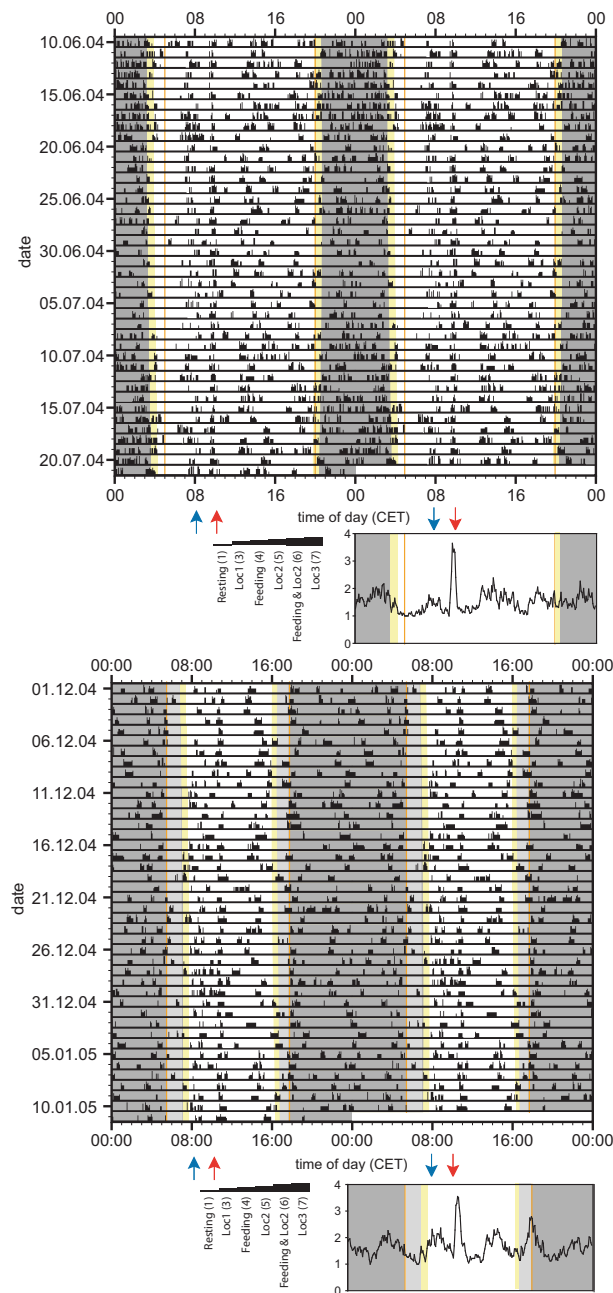 00 08 16 00 08 16 00
10.06.04
15.06.04
20.06.04
25.06.04
30.06.04
05.07.04
10.07.04
15.07.04
20.07.04
date
00 08 16 00 08 16 00
time of day (CET)
Resting (1)
Loc1 (3)
Feeding (4)
Loc2 (5)
Feeding & Loc2 (6)
Loc3 (7)
4
3
2
1
0
00:00 08:00 16:00 00:00 08:00 16:00 00:00
01.12.04
06.12.04
11.12.04
16.12.04
21.12.04
26.12.04
31.12.04
05.01.05
10.01.05
date
00:00 08:00 16:00 00:00 08:00 16:00 00:00
time of day (CET)
Resting (1)
Loc1 (3)
Feeding (4)
Loc2 (5)
Feeding & Loc2 (6)
Loc3 (7)
4
3
2
1
0